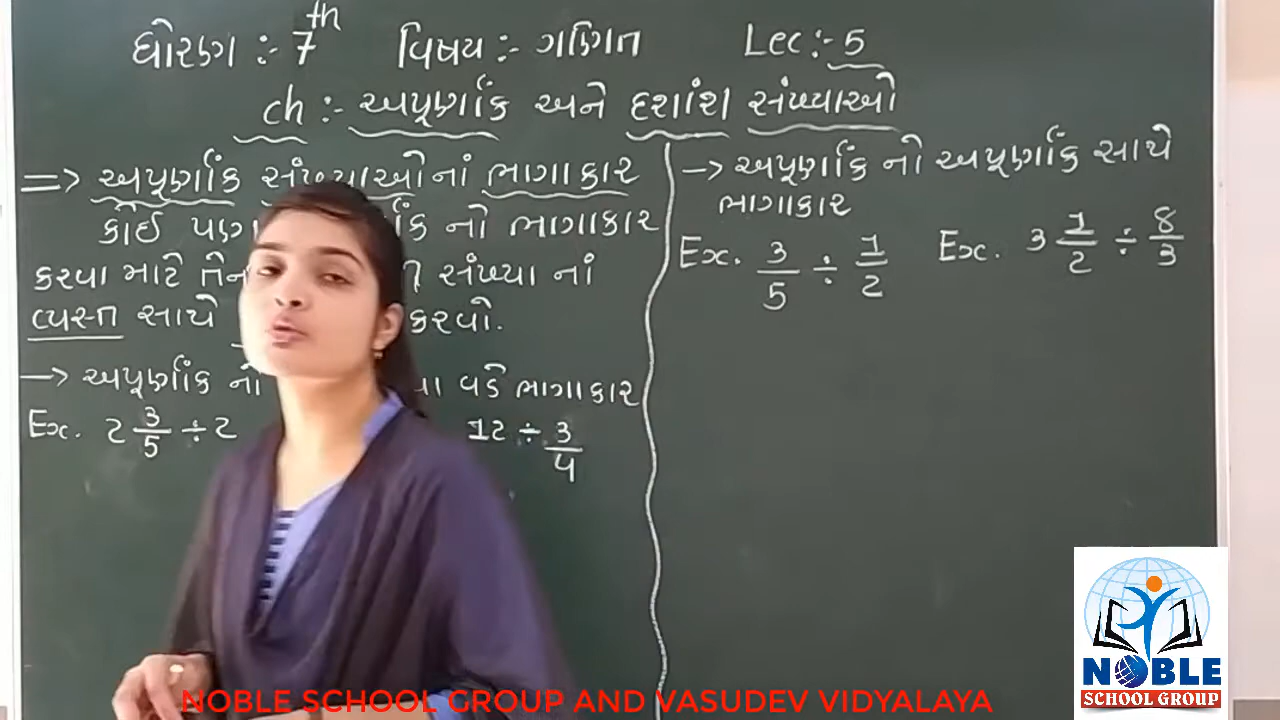 ધોરણ :- 7th વિષય :- ગણિત Lec :- 5
ch :- અપૂર્ણાંક અને દશાંશ સંખ્યાઓ
=> અપૂર્ણાંક સંખ્યાઓનાં ભાગાકાર
કોઈ પણ નો ભાગાકાર
કરવા માટે સંખ્યા નાં
વ્યસ્ત સાથે કરવો.
-> અપૂર્ણાંક નો વડે ભાગાકાર
Ex. 2 3/5 ÷ 2 12 ÷ 3/4
-> અપૂર્ણાંક નો અપૂર્ણાંક સાથે
ભાગાકાર
Ex. 3/5 ÷ 1/2 Ex. 3 1/2 ÷ 8/3
NOBLE
SCHOOL GROUP
NOBLE SCHOOL GROUP AND VASUDEV VIDYALAYA